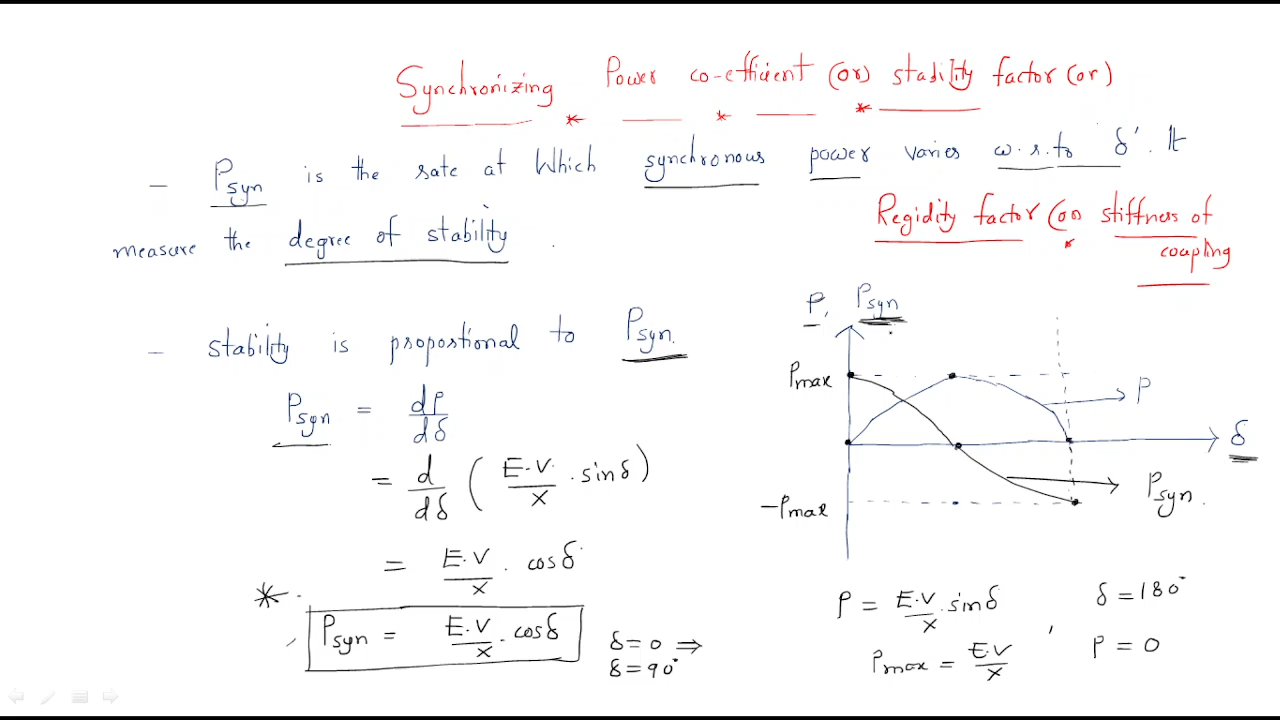 Synchronizing Power co-efficient (or) stability factor (or)
- Psyn is the rate at Which synchronous power varies w.r.to 'δ'. It
Regidity factor (or stiffness of
coupling
measure the degree of stability.
- stability is proportional to Psyn.
Psyn = dP/dδ
= d/dδ (E.V/x . sinδ)
= E.V/x . cosδ
Psyn = E.V/x . cosδ
δ=0 ⇒
δ=90°
P, Psyn
Pmax
P
δ
-Pmax
Psyn.
P = E.V/x . sinδ , δ=180°
Pmax = E.V/x P = 0